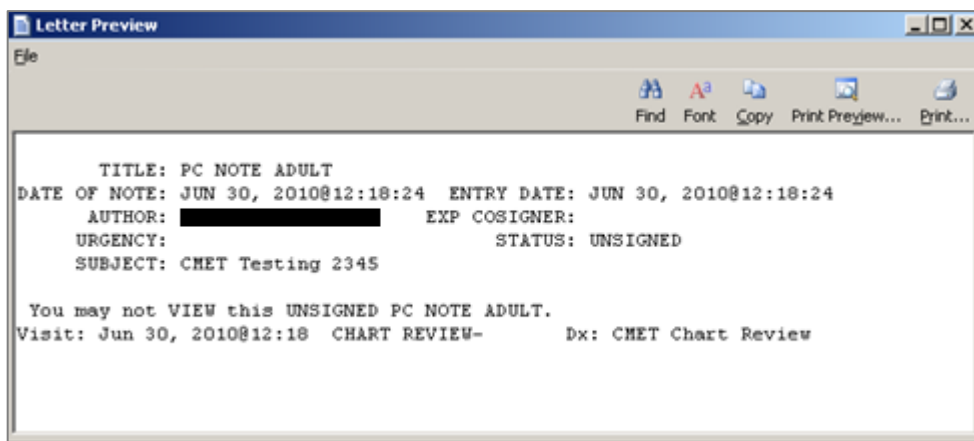 Letter Preview
File
Find Font Copy Print Preview... Print...
TITLE: PC NOTE ADULT
DATE OF NOTE: JUN 30, 2010@12:18:24 ENTRY DATE: JUN 30, 2010@12:18:24
AUTHOR: EXP COSIGNER:
URGENCY: STATUS: UNSIGNED
SUBJECT: CMET Testing 2345
You may not VIEW this UNSIGNED PC NOTE ADULT.
Visit: Jun 30, 2010@12:18 CHART REVIEW- Dx: CMET Chart Review